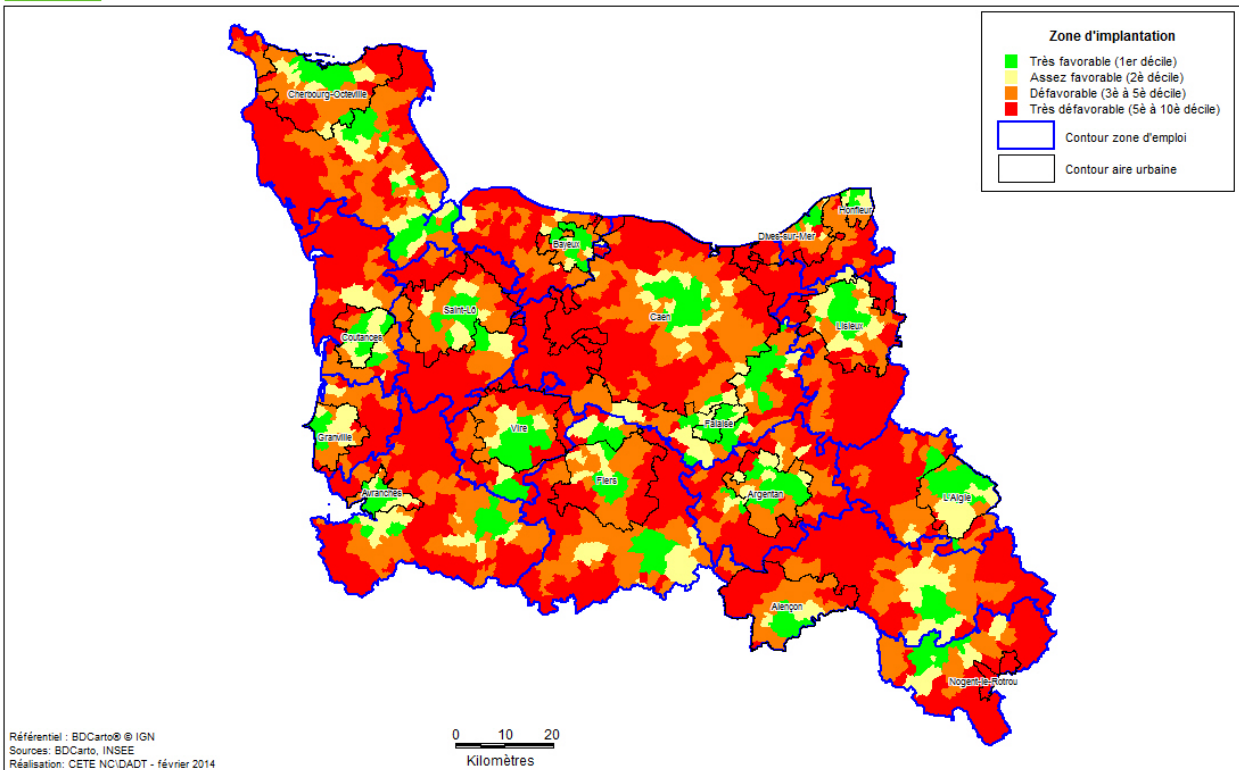 Zone d'implantation
Très favorable (1er décile)
Assez favorable (2è décile)
Défavorable (3è à 5è décile)
Très défavorable (5è à 10è décile)
Contour zone d'emploi
Contour aire urbaine
Cherbourg-Octeville
Honfleur
Dives-sur-Mer
Bayeux
Saint-Lô
Caen
Lisieux
Coutances
Granville
Vire
Falaise
Flers
Avranches
Argentan
L'Aigle
Alençon
Nogent-le-Rotrou
0 10 20
Kilomètres
Référentiel : BDCarto® © IGN
Sources: BDCarto, INSEE
Réalisation: CETE NC\DADT - février 2014